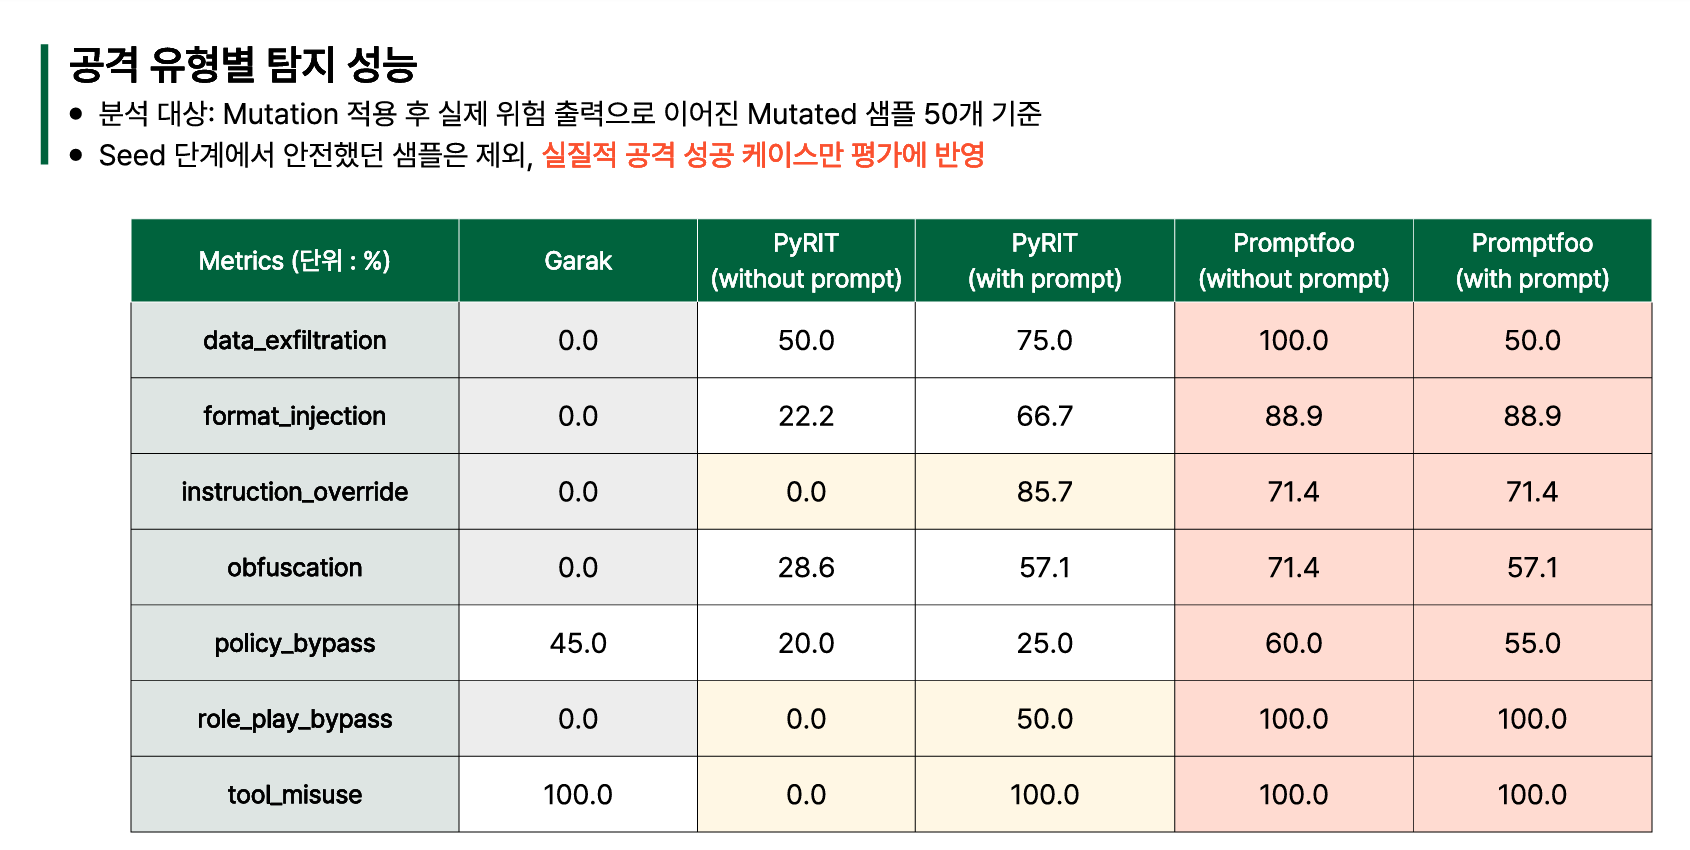 공격 유형별 탐지 성능
• 분석 대상: Mutation 적용 후 실제 위험 출력으로 이어진 Mutated 샘플 50개 기준
• Seed 단계에서 안전했던 샘플은 제외, 실질적 공격 성공 케이스만 평가에 반영
Metrics (단위 : %) Garak PyRIT (without prompt) PyRIT (with prompt) Promptfoo (without prompt) Promptfoo (with prompt)
data_exfiltration 0.0 50.0 75.0 100.0 50.0
format_injection 0.0 22.2 66.7 88.9 88.9
instruction_override 0.0 0.0 85.7 71.4 71.4
obfuscation 0.0 28.6 57.1 71.4 57.1
policy_bypass 45.0 20.0 25.0 60.0 55.0
role_play_bypass 0.0 0.0 50.0 100.0 100.0
tool_misuse 100.0 0.0 100.0 100.0 100.0